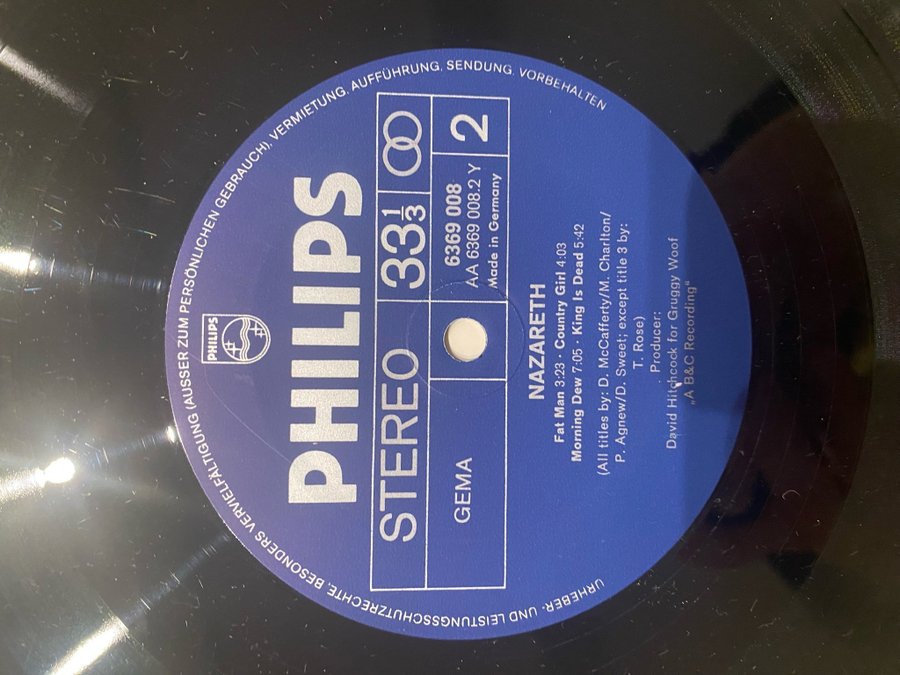 URHEBER- UND LEISTUNGSSCHUTZRECHTE, BESONDERS VERVIELFÄLTIGUNG (AUSSER ZUM PERSÖNLICHEN GEBRAUCH), VERMIETUNG, AUFFÜHRUNG, SENDUNG, VORBEHALTEN
PHILIPS
PHILIPS
STEREO 33 1/3
GEMA
6369 008
AA 6369 008.2 Y
Made in Germany
2
NAZARETH
Fat Man 3:23 · Country Girl 4:03
Morning Dew 7:05 · King Is Dead 5:42
(All titles by: D. McCafferty/M. Charlton/
P. Agnew/D. Sweet; except title 3 by:
T. Rose)
Producer:
David Hitchcock for Gruggy Woof
„A B&C Recording"